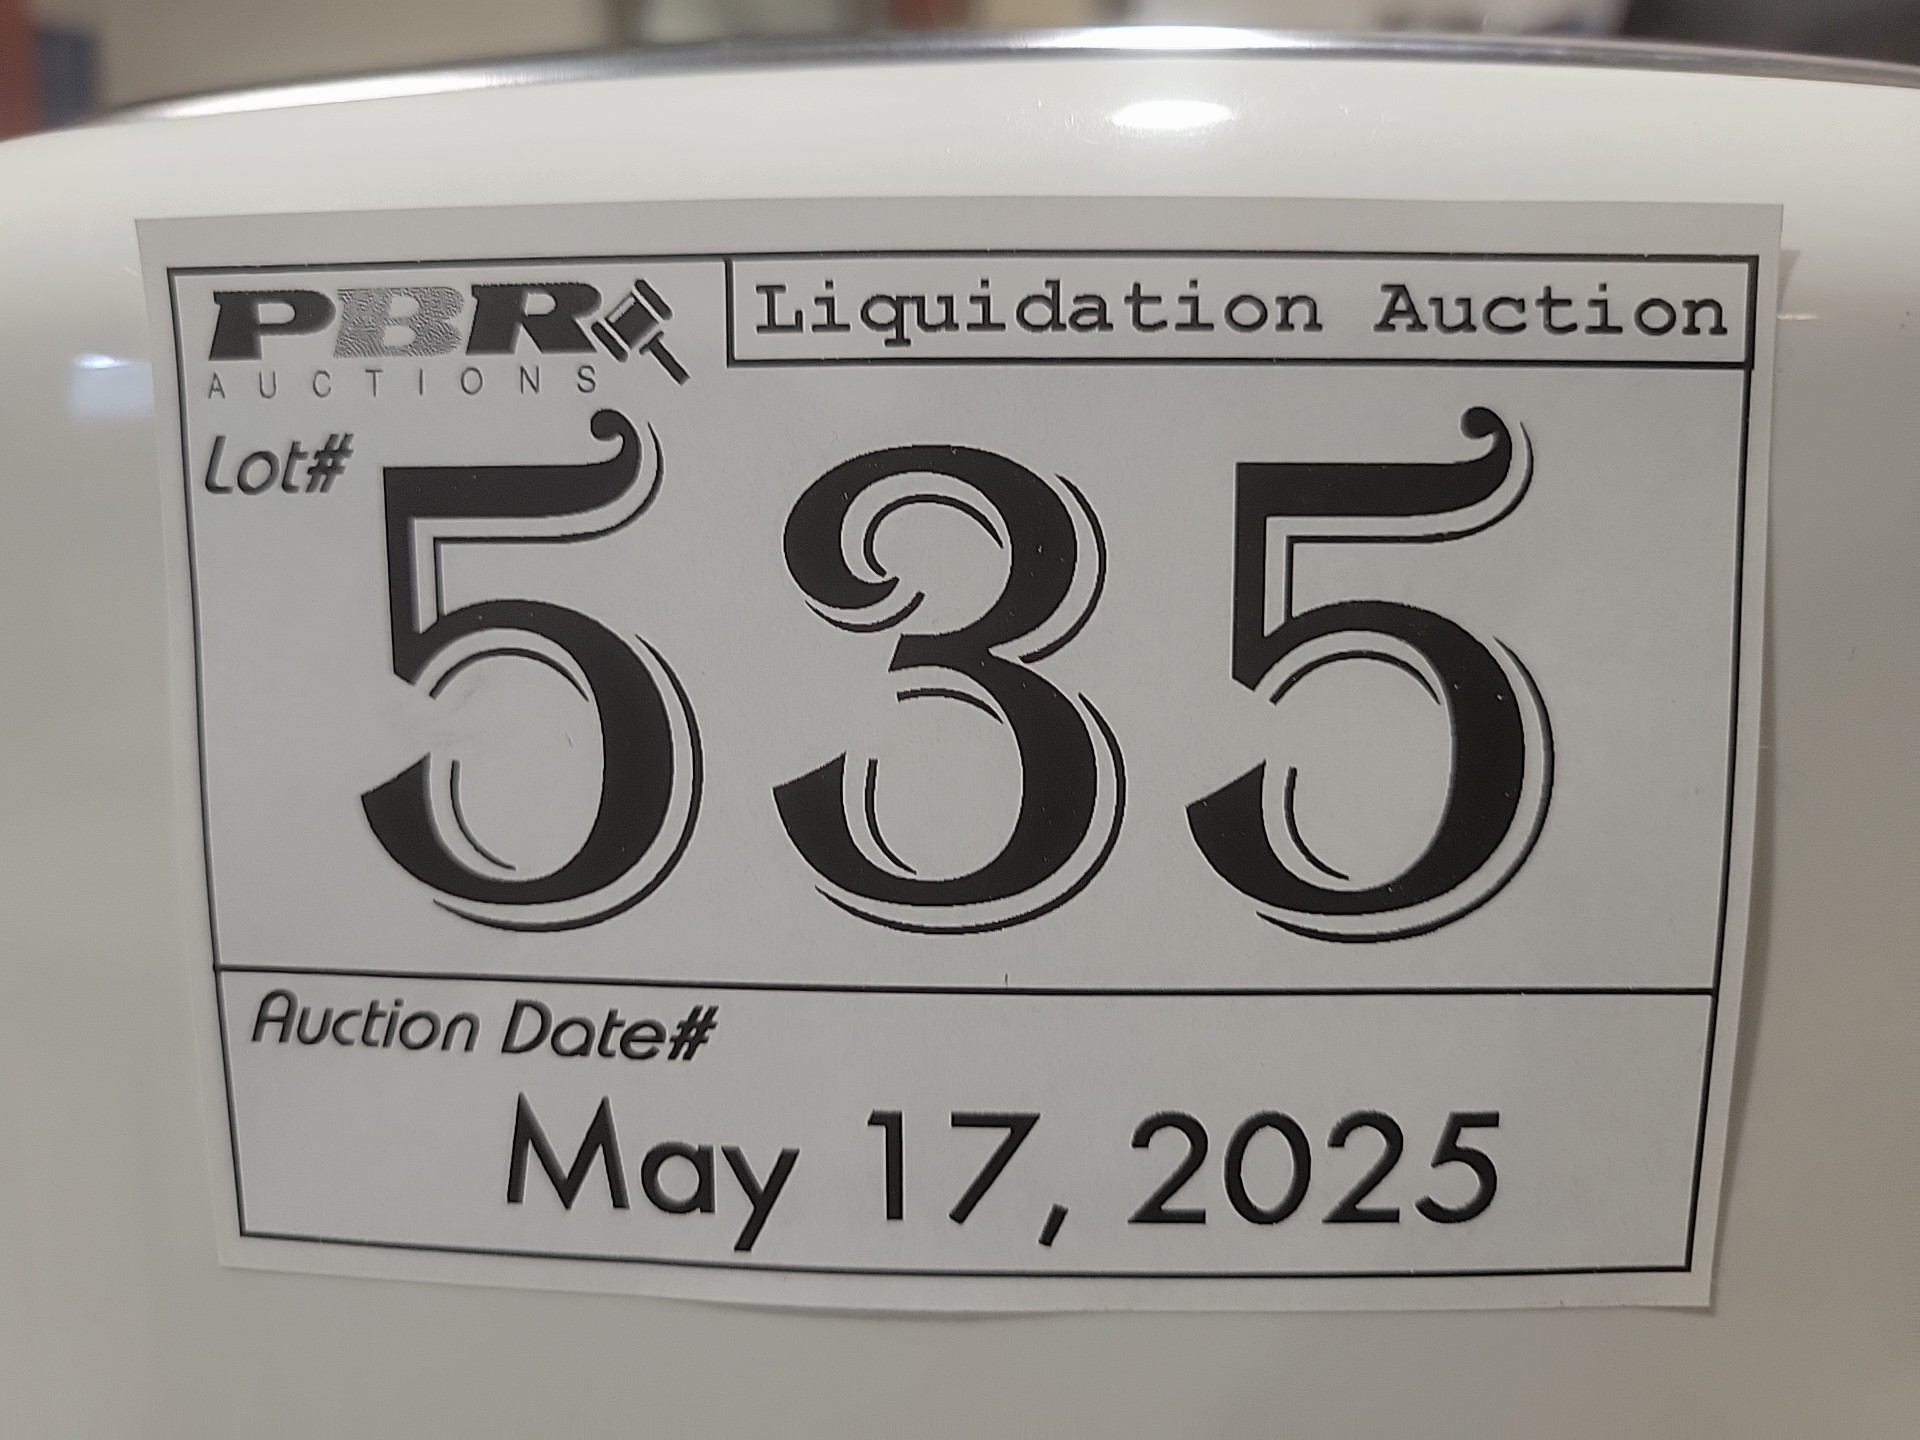 PBR
AUCTIONS
Liquidation Auction
Lot#
535
Auction Date#
May 17, 2025